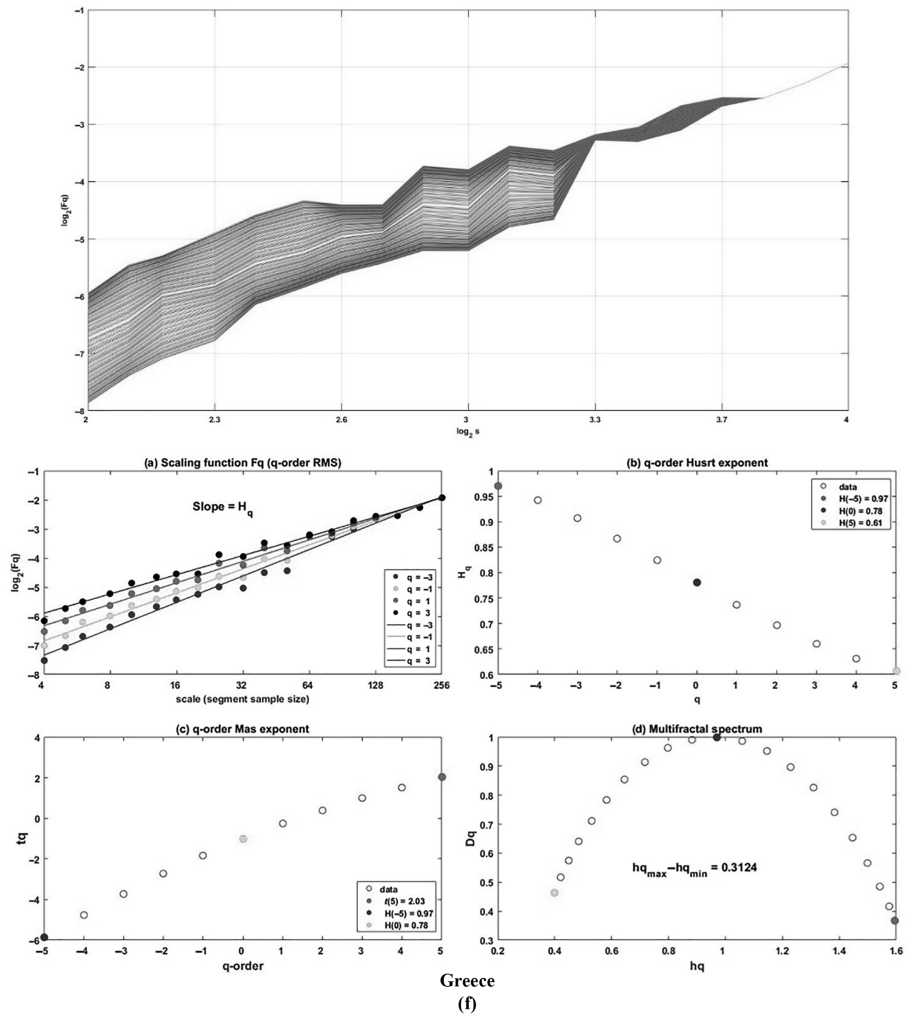 −1
−2
−3
−4
−5
−6
−7
−8
log2(Fq)
2
2.3
2.6
3
3.3
3.7
4
log2 s
(a) Scaling function Fq (q-order RMS)
−1
−2
−3
−4
−5
−6
−7
−8
log2(Fq)
Slope = Hq
q = −3
q = −1
q = 1
q = 3
q = −3
q = −1
q = 1
q = 3
4
8
16
32
64
128
256
scale (segment sample size)
(b) q-order Husrt exponent
1
0.95
0.9
0.85
0.8
0.75
0.7
0.65
0.6
Hq
data
H(−5) = 0.97
H(0) = 0.78
H(5) = 0.61
−5
−4
−3
−2
−1
0
1
2
3
4
5
q
(c) q-order Mas exponent
4
2
0
−2
−4
−6
tq
data
t(5) = 2.03
H(−5) = 0.97
H(0) = 0.78
−5
−4
−3
−2
−1
0
1
2
3
4
5
q-order
(d) Multifractal spectrum
1
0.9
0.8
0.7
0.6
0.5
0.4
0.3
Dq
hqmax−hqmin = 0.3124
0.2
0.4
0.6
0.8
1
1.2
1.4
1.6
hq
Greece
(f)